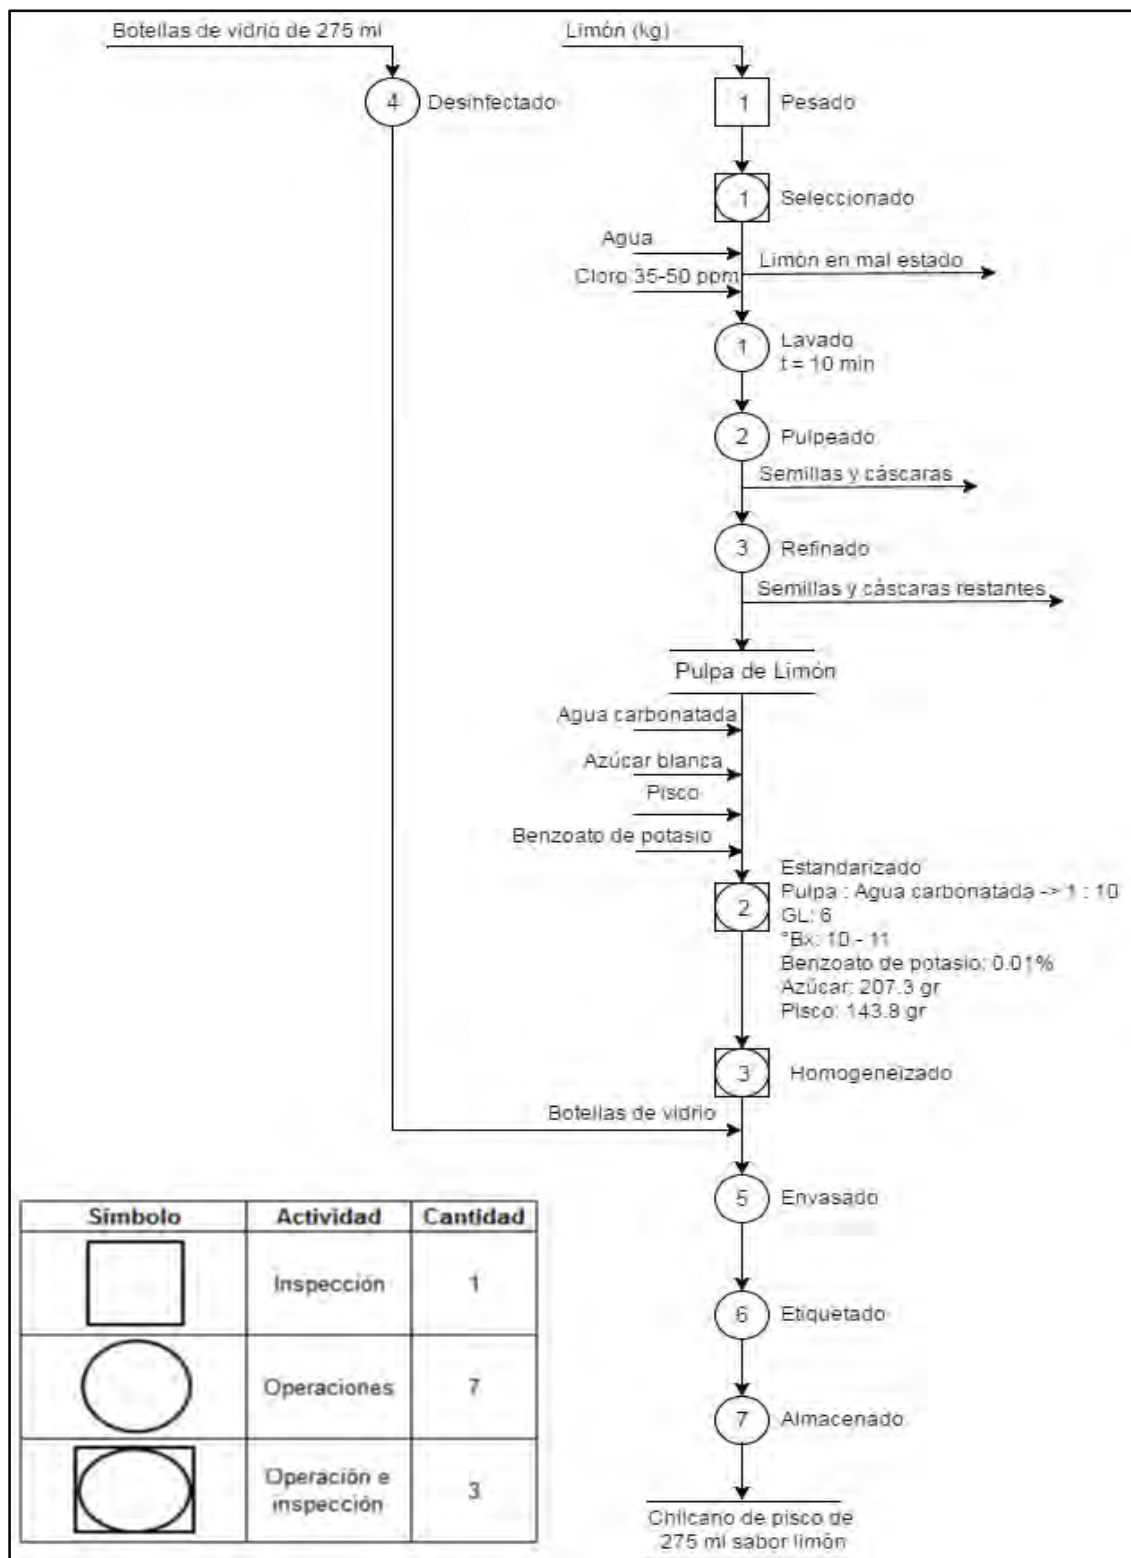 Botellas de vidrio de 275 ml
Limón (kg)
4 Desinfectado
1 Pesado
1 Seleccionado
Agua
Limón en mal estado
Cloro 35-50 ppm
1 Lavado
t = 10 min
2 Pulpeado
Semillas y cáscaras
3 Refinado
Semillas y cáscaras restantes
Pulpa de Limón
Agua carbonatada
Azúcar blanca
Pisco
Benzoato de potasio
2 Estandarizado
Pulpa : Agua carbonatada -> 1 : 10
GL: 6
°Bx: 10 - 11
Benzoato de potasio: 0.01%
Azúcar: 207.3 gr
Pisco: 143.8 gr
3 Homogeneizado
Botellas de vidrio
5 Envasado
6 Etiquetado
7 Almacenado
Chilcano de pisco de
275 ml sabor limón
Símbolo Actividad Cantidad
Inspección 1
Operaciones 7
Operación e
inspección 3